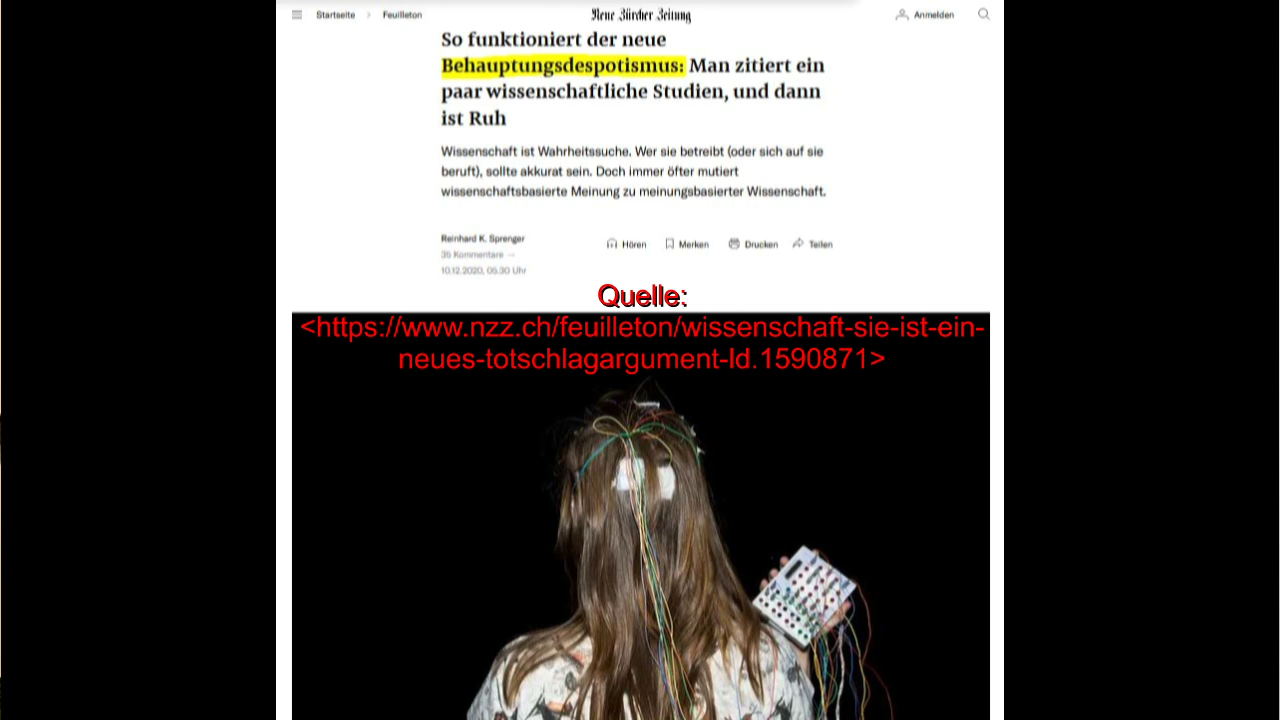 Startseite > Feuilleton Neue Zürcher Zeitung Anmelden
So funktioniert der neue
Behauptungsdespotismus: Man zitiert ein
paar wissenschaftliche Studien, und dann
ist Ruh
Wissenschaft ist Wahrheitssuche. Wer sie betreibt (oder sich auf sie
beruft), sollte akkurat sein. Doch immer öfter mutiert
wissenschaftsbasierte Meinung zu meinungsbasierter Wissenschaft.
Reinhard K. Sprenger
Hören Merken Drucken Teilen
35 Kommentare →
10.12.2020, 05.30 Uhr
Quelle:
<https://www.nzz.ch/feuilleton/wissenschaft-sie-ist-ein-
neues-totschlagargument-ld.1590871>